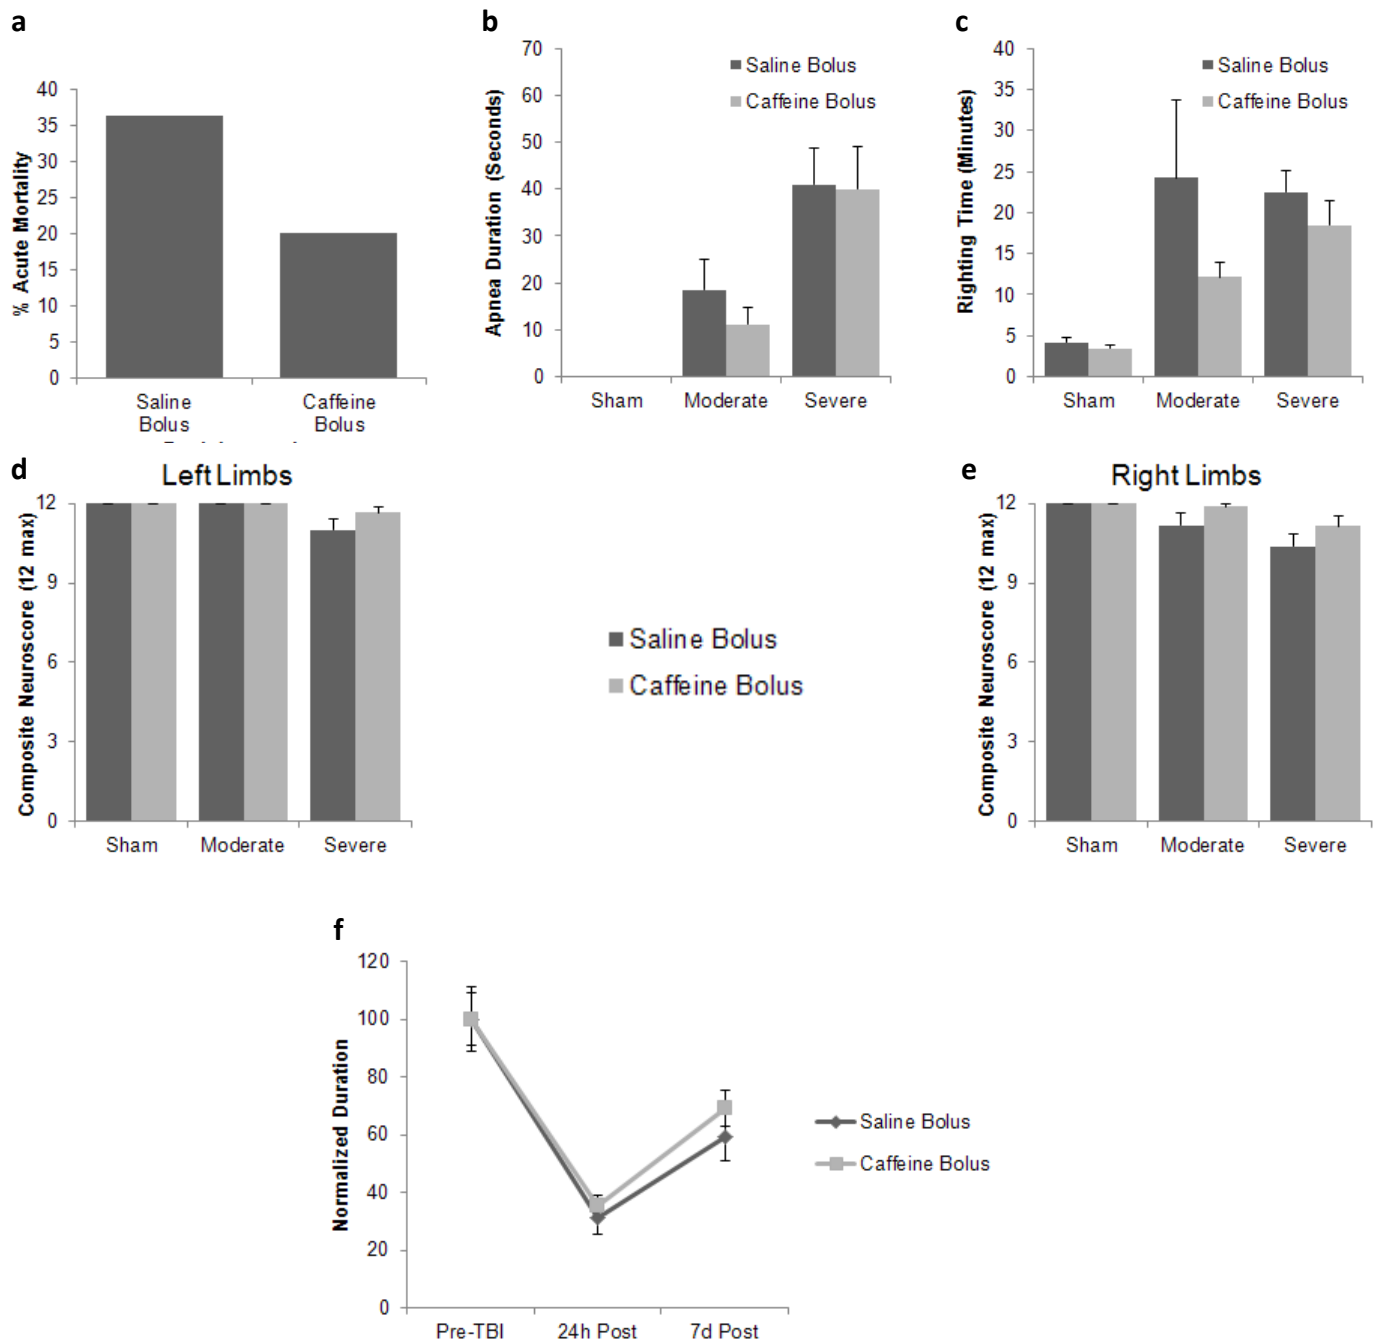 a
% Acute Mortality
40
35
30
25
20
15
10
5
0
Saline
Bolus
Caffeine
Bolus
b
Apnea Duration (Seconds)
70
60
50
40
30
20
10
0
Saline Bolus
Caffeine Bolus
Sham
Moderate
Severe
c
Righting Time (Minutes)
40
35
30
25
20
15
10
5
0
Saline Bolus
Caffeine Bolus
Sham
Moderate
Severe
d
Left Limbs
Composite Neuroscore (12 max)
12
9
6
3
0
Sham
Moderate
Severe
Saline Bolus
Caffeine Bolus
e
Right Limbs
Composite Neuroscore (12 max)
12
9
6
3
0
Sham
Moderate
Severe
f
Normalized Duration
120
100
80
60
40
20
0
Pre-TBI
24h Post
7d Post
Saline Bolus
Caffeine Bolus